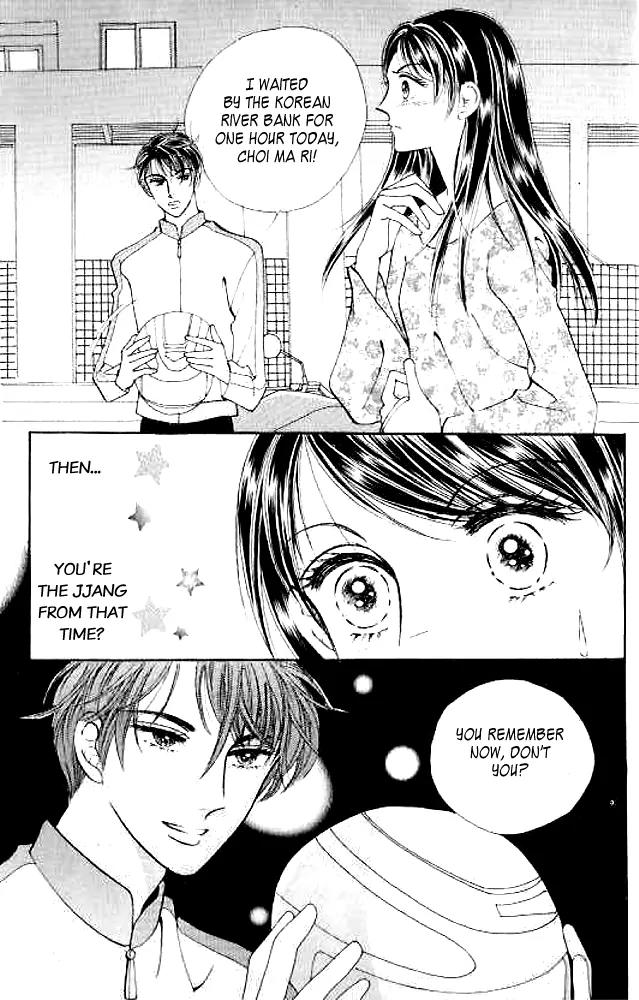 I WAITED
BY THE KOREAN
RIVER BANK FOR
ONE HOUR TODAY,
CHOI MA RI!
THEN...
YOU'RE
THE JJANG
FROM THAT
TIME?
YOU REMEMBER
NOW, DON'T
YOU?